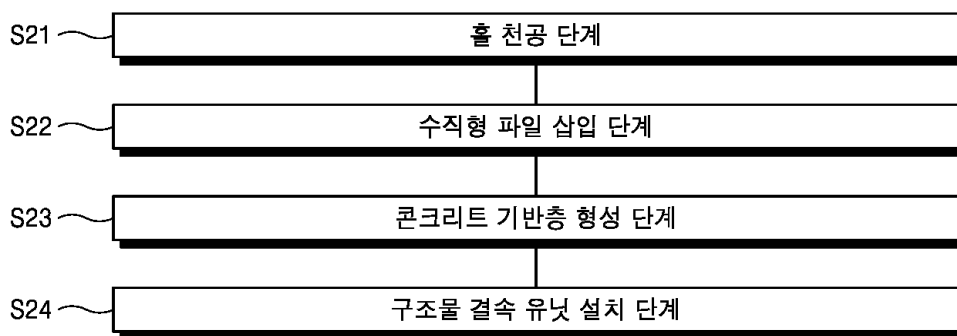 S21 홀 천공 단계
S22 수직형 파일 삽입 단계
S23 콘크리트 기반층 형성 단계
S24 구조물 결속 유닛 설치 단계